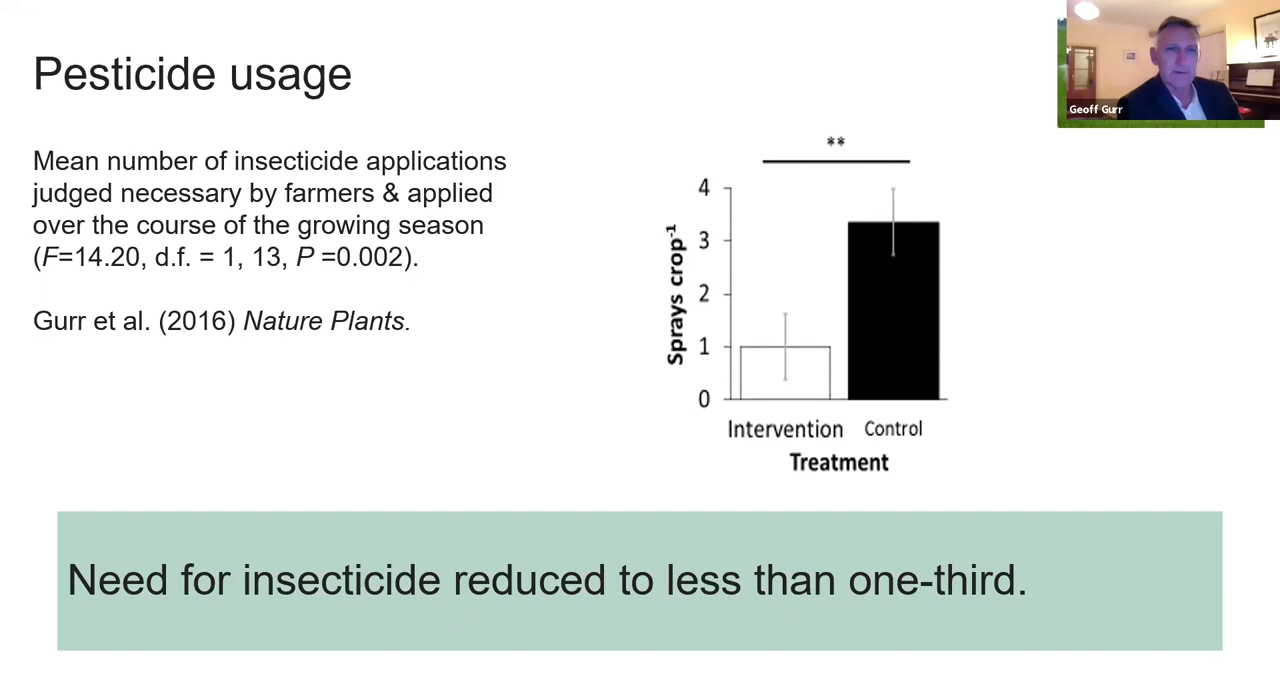 Pesticide usage
Geoff Gurr
Mean number of insecticide applications
judged necessary by farmers & applied
over the course of the growing season
(F=14.20, d.f. = 1, 13, P =0.002).
Gurr et al. (2016) Nature Plants.
**
Sprays crop⁻¹
4
3
2
1
0
Intervention Control
Treatment
Need for insecticide reduced to less than one-third.